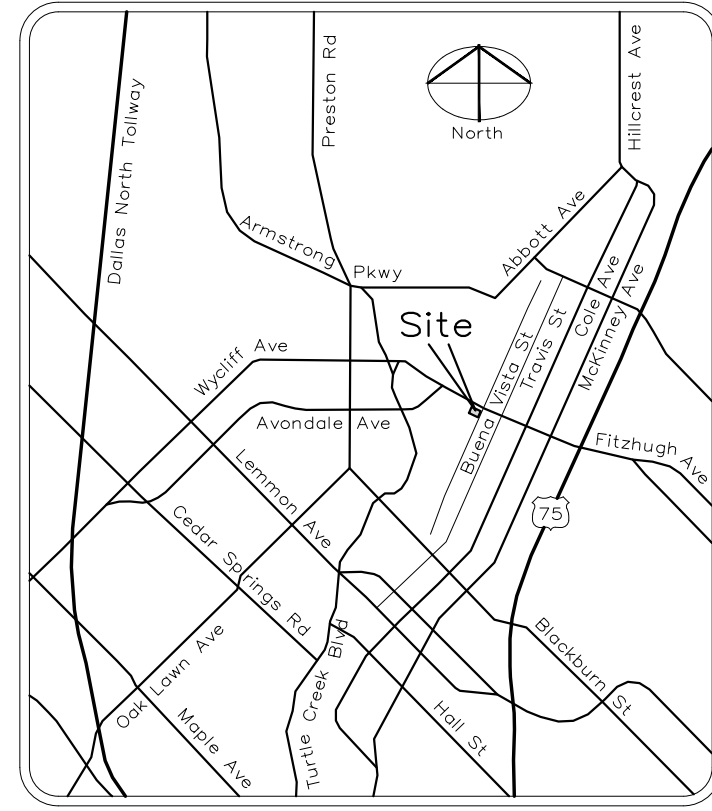 Dallas North Tollway
Preston Rd
Hillcrest Ave
North
Armstrong
Pkwy
Abbott Ave
Site
Wycliff Ave
Avondale Ave
Buena Vista St
Travis St
Cole Ave
McKinney Ave
Fitzhugh Ave
Lemmon Ave
Cedar Springs Rd
75
Oak Lawn Ave
Maple Ave
Turtle Creek Blvd
Hall St
Blackburn St